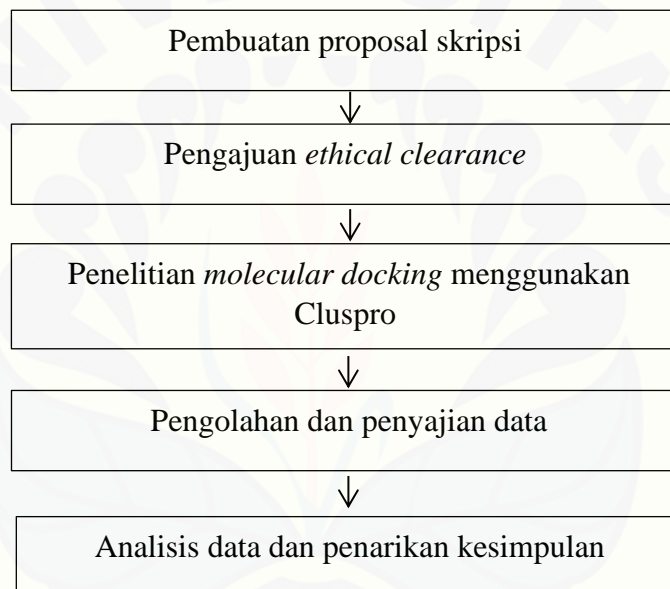 Pembuatan proposal skripsi
Pengajuan ethical clearance
Penelitian molecular docking menggunakan
Cluspro
Pengolahan dan penyajian data
Analisis data dan penarikan kesimpulan